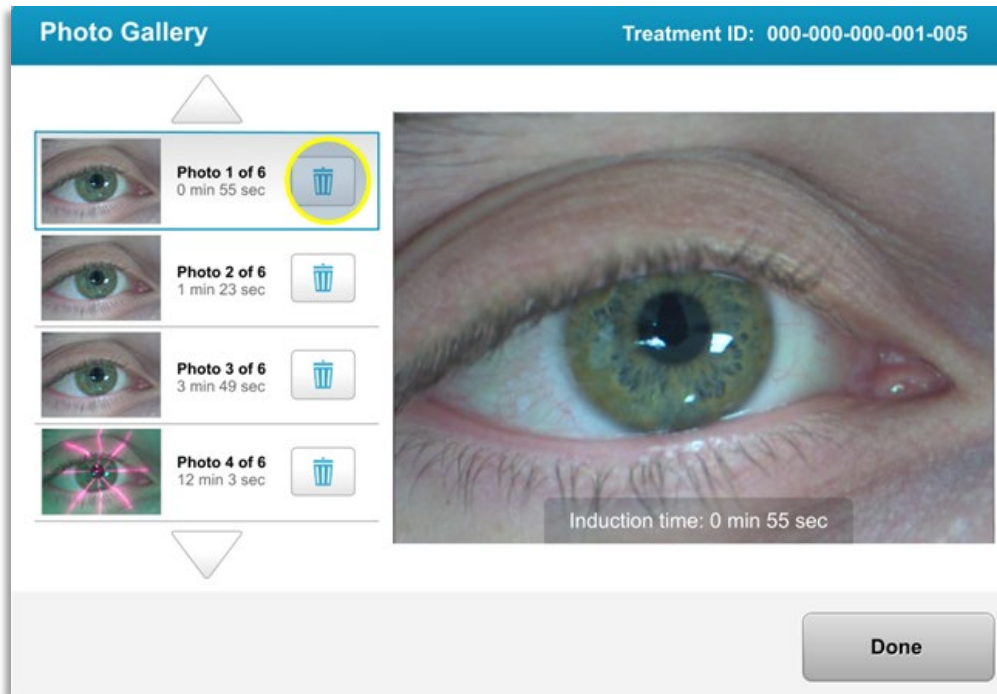 Photo Gallery
Treatment ID: 000-000-000-001-005
Photo 1 of 6
0 min 55 sec
Photo 2 of 6
1 min 23 sec
Photo 3 of 6
3 min 49 sec
Photo 4 of 6
12 min 3 sec
Induction time: 0 min 55 sec
Done